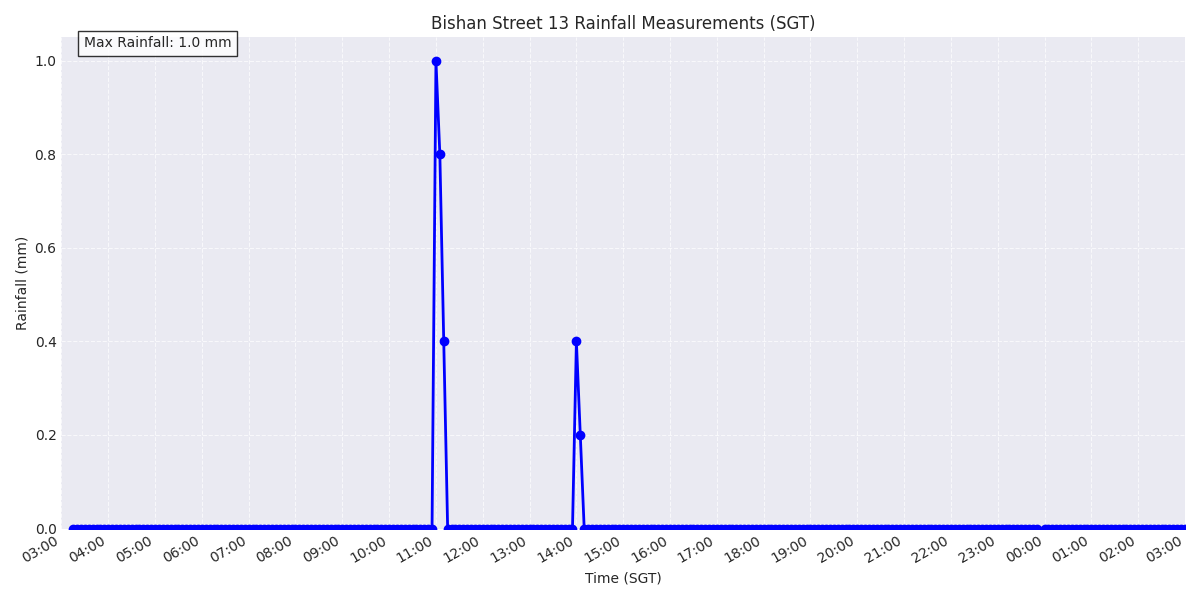 Bishan Street 13 Rainfall Measurements (SGT)
Max Rainfall: 1.0 mm
1.0
0.8
0.6
0.4
0.2
0.0
Rainfall (mm)
03:00 04:00 05:00 06:00 07:00 08:00 09:00 10:00 11:00 12:00 13:00 14:00 15:00 16:00 17:00 18:00 19:00 20:00 21:00 22:00 23:00 00:00 01:00 02:00 03:00
Time (SGT)